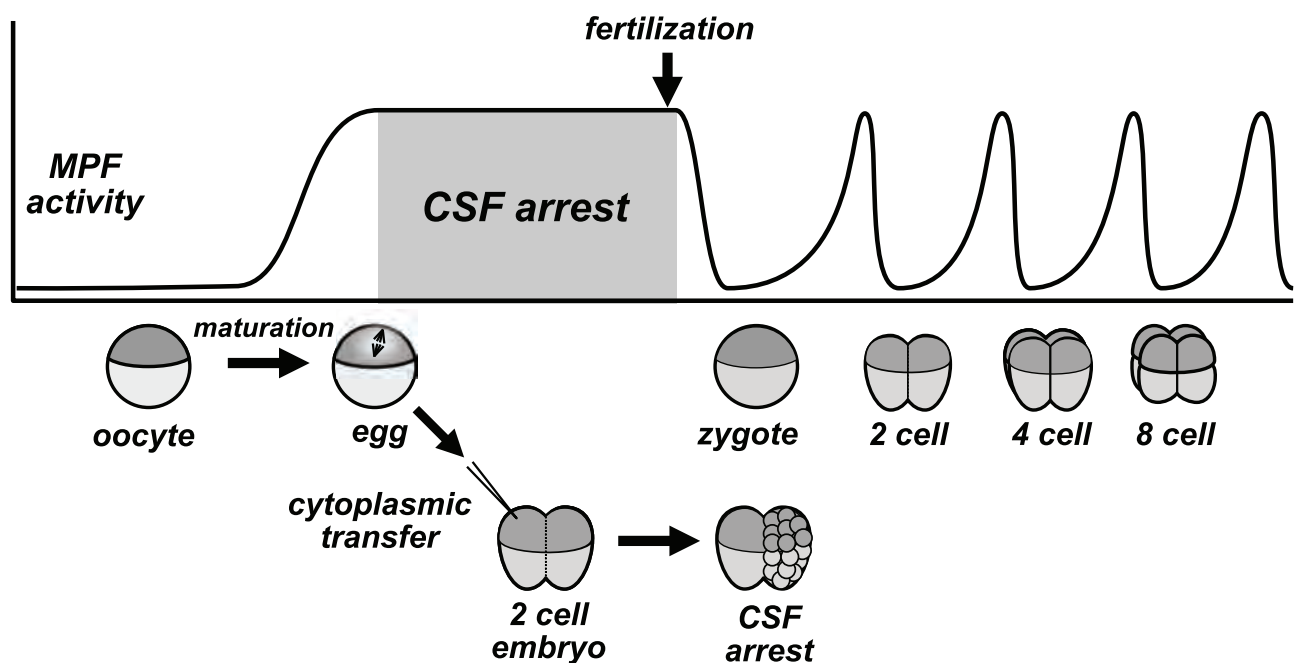 fertilization
MPF
activity
CSF arrest
maturation
oocyte
egg
zygote
2 cell
4 cell
8 cell
cytoplasmic
transfer
2 cell
embryo
CSF
arrest